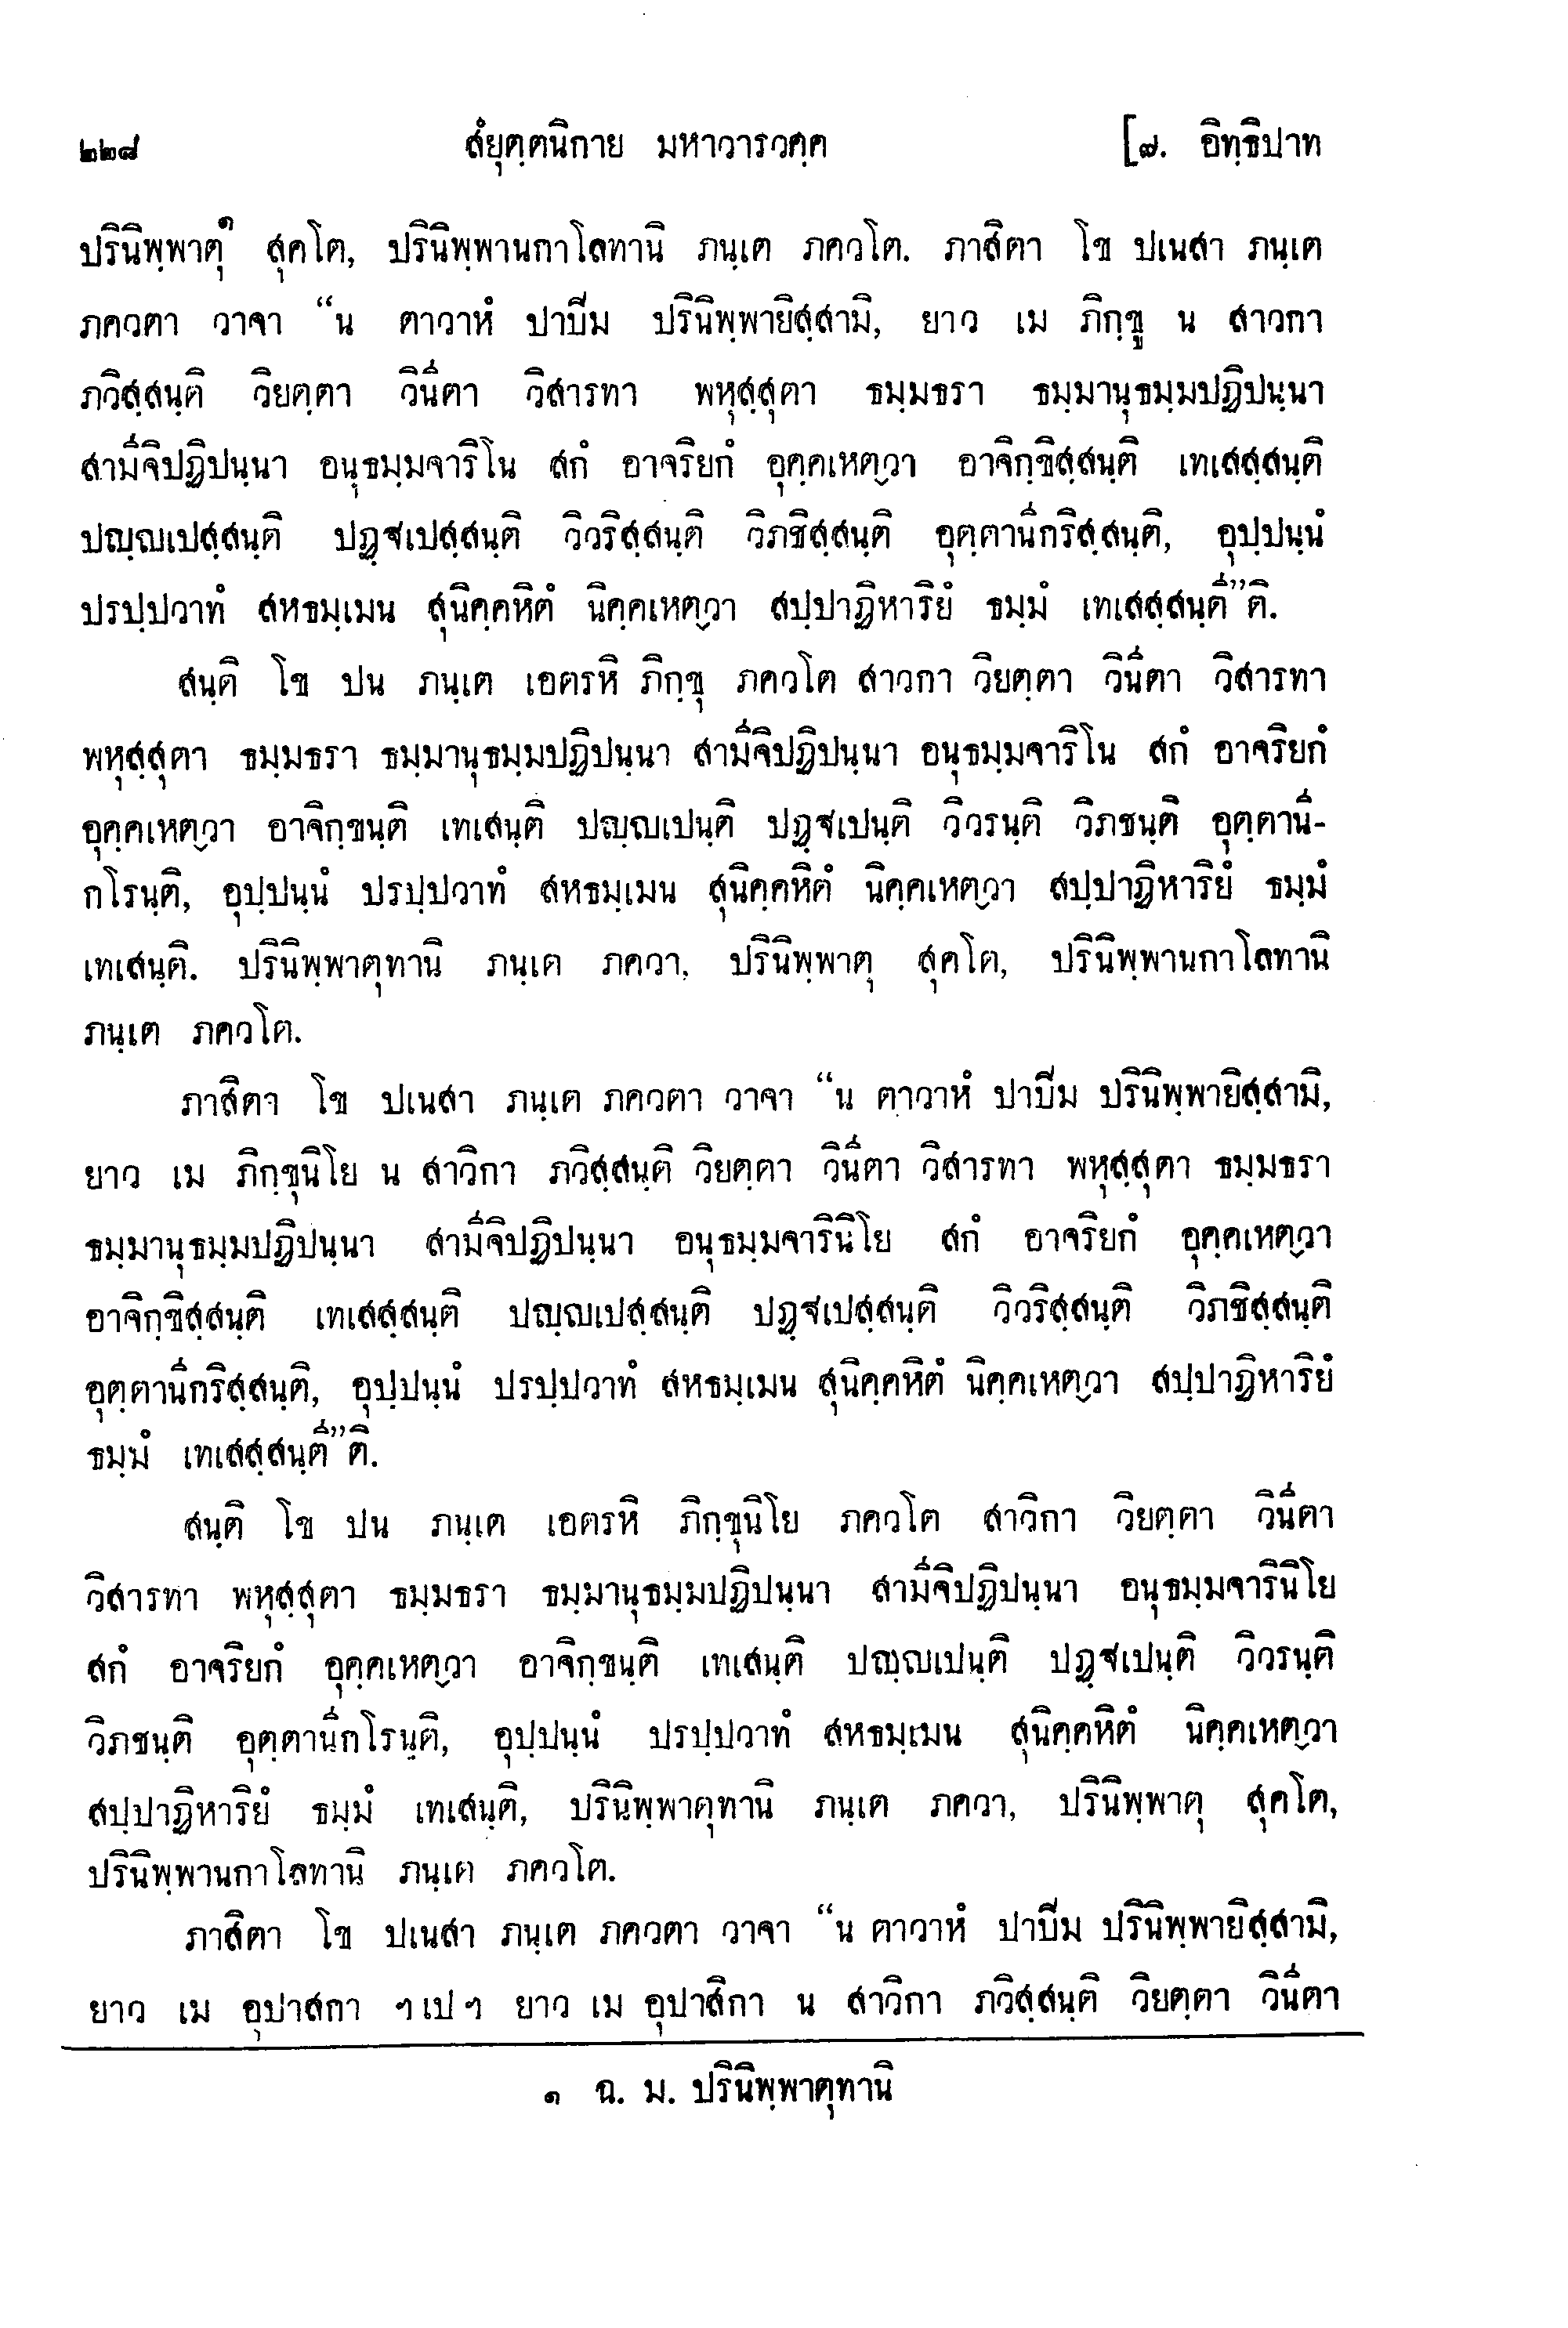 ๒๒๘ สํยุตฺตนิกาย มหาวารวคฺค [๗. อิทฺธิปาท
ปรินิพฺพาตุ๑ สุคโต, ปรินิพฺพานกาโลทานิ ภนฺเต ภควโต. ภาสิตา โข ปเนสา ภนฺเต
ภควตา วาจา “น ตาวาหํ ปาปิม ปรินิพฺพายิสฺสามิ, ยาว เม ภิกฺขู น สาวกา
ภวิสฺสนฺติ วิยตฺตา วินีตา วิสารทา พหุสฺสุตา ธมฺมธรา ธมฺมานุธมฺมปฏิปนฺนา
สามีจิปฏิปนฺนา อนุธมฺมจาริโน สกํ อาจริยกํ อุคฺคเหตฺวา อาจิกฺขิสฺสนฺติ เทเสสฺสนฺติ
ปญฺญเปสฺสนฺติ ปฏฺฐเปสฺสนฺติ วิวริสฺสนฺติ วิภชิสฺสนฺติ อุตฺตานีกริสฺสนฺติ, อุปฺปนฺนํ
ปรปฺปวาทํ สหธมฺเมน สุนิคฺคหิตํ นิคฺคเหตฺวา สปฺปาฏิหาริยํ ธมฺมํ เทเสสฺสนฺตี”ติ.
สนฺติ โข ปน ภนฺเต เอตรหิ ภิกฺขุ ภควโต สาวกา วิยตฺตา วินีตา วิสารทา
พหุสฺสุตา ธมฺมธรา ธมฺมานุธมฺมปฏิปนฺนา สามีจิปฏิปนฺนา อนุธมฺมจาริโน สกํ อาจริยกํ
อุคฺคเหตฺวา อาจิกฺขนฺติ เทเสนฺติ ปญฺญเปนฺติ ปฏฺฐเปนฺติ วิวรนฺติ วิภชนฺติ อุตฺตานี-
กโรนฺติ, อุปฺปนฺนํ ปรปฺปวาทํ สหธมฺเมน สุนิคฺคหิตํ นิคฺคเหตฺวา สปฺปาฏิหาริยํ ธมฺมํ
เทเสนฺติ. ปรินิพฺพาตุทานิ ภนฺเต ภควา, ปรินิพฺพาตุ สุคโต, ปรินิพฺพานกาโลทานิ
ภนฺเต ภควโต.
ภาสิตา โข ปเนสา ภนฺเต ภควตา วาจา “น ตาวาหํ ปาปิม ปรินิพฺพายิสฺสามิ,
ยาว เม ภิกฺขุนิโย น สาวิกา ภวิสฺสนฺติ วิยตฺตา วินีตา วิสารทา พหุสฺสุตา ธมฺมธรา
ธมฺมานุธมฺมปฏิปนฺนา สามีจิปฏิปนฺนา อนุธมฺมจารินิโย สกํ อาจริยกํ อุคฺคเหตฺวา
อาจิกฺขิสฺสนฺติ เทเสสฺสนฺติ ปญฺญเปสฺสนฺติ ปฏฺฐเปสฺสนฺติ วิวริสฺสนฺติ วิภชิสฺสนฺติ
อุตฺตานีกริสฺสนฺติ, อุปฺปนฺนํ ปรปฺปวาทํ สหธมฺเมน สุนิคฺคหิตํ นิคฺคเหตฺวา สปฺปาฏิหาริยํ
ธมฺมํ เทเสสฺสนฺตี”ติ.
สนฺติ โข ปน ภนฺเต เอตรหิ ภิกฺขุนิโย ภควโต สาวิกา วิยตฺตา วินีตา
วิสารทา พหุสฺสุตา ธมฺมธรา ธมฺมานุธมฺมปฏิปนฺนา สามีจิปฏิปนฺนา อนุธมฺมจารินิโย
สกํ อาจริยกํ อุคฺคเหตฺวา อาจิกฺขนฺติ เทเสนฺติ ปญฺญเปนฺติ ปฏฺฐเปนฺติ วิวรนฺติ
วิภชนฺติ อุตฺตานีกโรนฺติ, อุปฺปนฺนํ ปรปฺปวาทํ สหธมฺเมน สุนิคฺคหิตํ นิคฺคเหตฺวา
สปฺปาฏิหาริยํ ธมฺมํ เทเสนฺติ, ปรินิพฺพาตุทานิ ภนฺเต ภควา, ปรินิพฺพาตุ สุคโต,
ปรินิพฺพานกาโลทานิ ภนฺเต ภควโต.
ภาสิตา โข ปเนสา ภนฺเต ภควตา วาจา “น ตาวาหํ ปาปิม ปรินิพฺพายิสฺสามิ,
ยาว เม อุปาสกา ฯเปฯ ยาว เม อุปาสิกา น สาวิกา ภวิสฺสนฺติ วิยตฺตา วินีตา
๑ ฉ. ม. ปรินิพฺพาตุทานิ